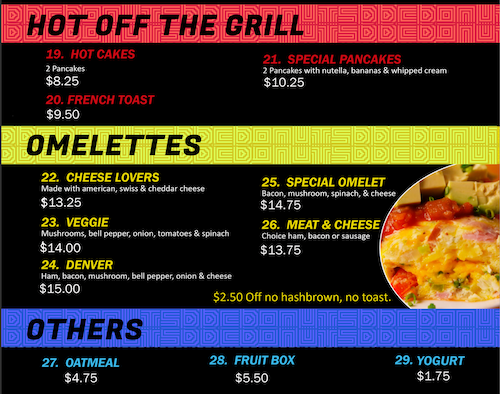 HOT OFF THE GRILL
19. HOT CAKES
2 Pancakes
$8.25
20. FRENCH TOAST
$9.50
21. SPECIAL PANCAKES
2 Pancakes with nutella, bananas & whipped cream
$10.25
OMELETTES
22. CHEESE LOVERS
Made with american, swiss & cheddar cheese
$13.25
23. VEGGIE
Mushrooms, bell pepper, onion, tomatoes & spinach
$14.00
24. DENVER
Ham, bacon, mushroom, bell pepper, onion & cheese
$15.00
25. SPECIAL OMELET
Bacon, mushroom, spinach, & cheese
$14.75
26. MEAT & CHEESE
Choice ham, bacon or sausage
$13.75
$2.50 Off no hashbrown, no toast.
OTHERS
27. OATMEAL
$4.75
28. FRUIT BOX
$5.50
29. YOGURT
$1.75